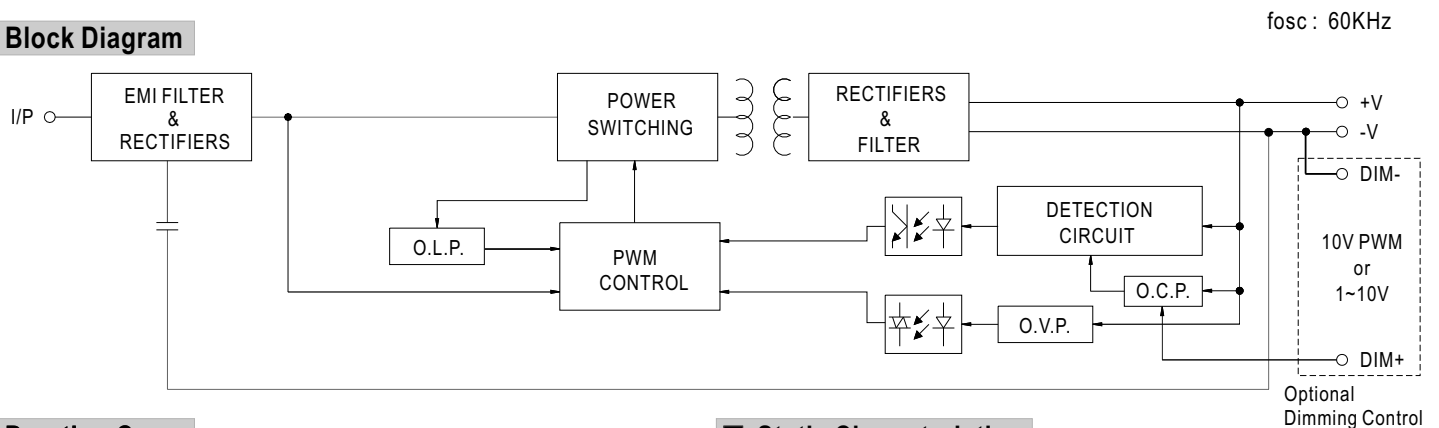 fosc : 60KHz
Block Diagram
I/P
EMI FILTER
&
RECTIFIERS
POWER
SWITCHING
RECTIFIERS
&
FILTER
+V
-V
DIM-
O.L.P.
PWM
CONTROL
DETECTION
CIRCUIT
O.C.P.
O.V.P.
10V PWM
or
1~10V
DIM+
Optional
Dimming Control